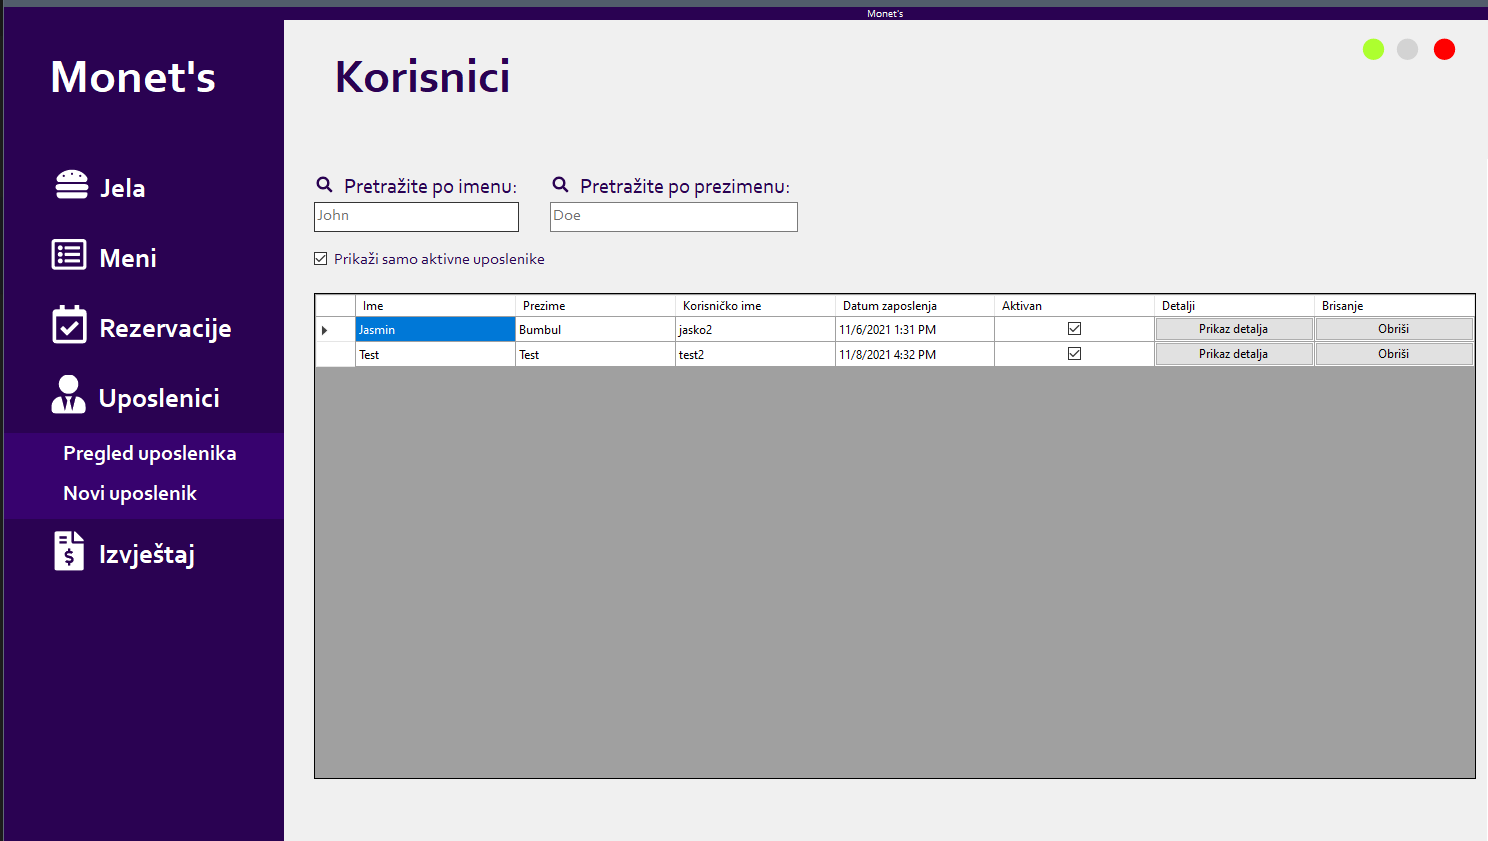 Monet's
Monet's
Korisnici
Jela
Meni
Rezervacije
Uposlenici
Pregled uposlenika
Novi uposlenik
Izvještaj
Pretražite po imenu: Pretražite po prezimenu:
John Doe
Prikaži samo aktivne uposlenike
Ime Prezime Korisničko ime Datum zaposlenja Aktivan Detalji Brisanje
Jasmin Bumbul jasko2 11/6/2021 1:31 PM Prikaz detalja Obriši
Test Test test2 11/8/2021 4:32 PM Prikaz detalja Obriši